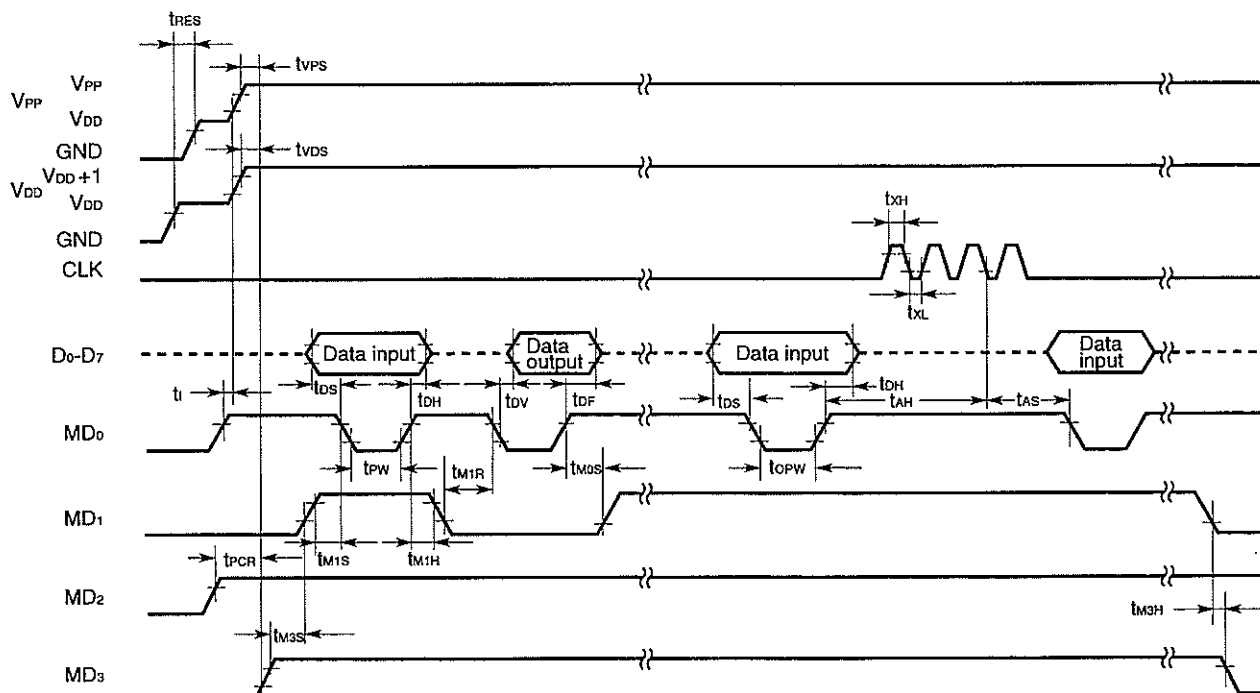 tRES
tVPS
VPP
VPP
VDD
GND
tVDS
VDD+1
VDD
VDD
GND
tXH
CLK
tXL
D0-D7
Data input
Data output
Data input
Data input
tI
tDS
tDH
tDV
tDF
tDS
tDH
tAH
tAS
MD0
tPW
tM1R
tM0S
tOPW
MD1
tM1S
tM1H
tPCR
MD2
tM3S
tM3H
MD3